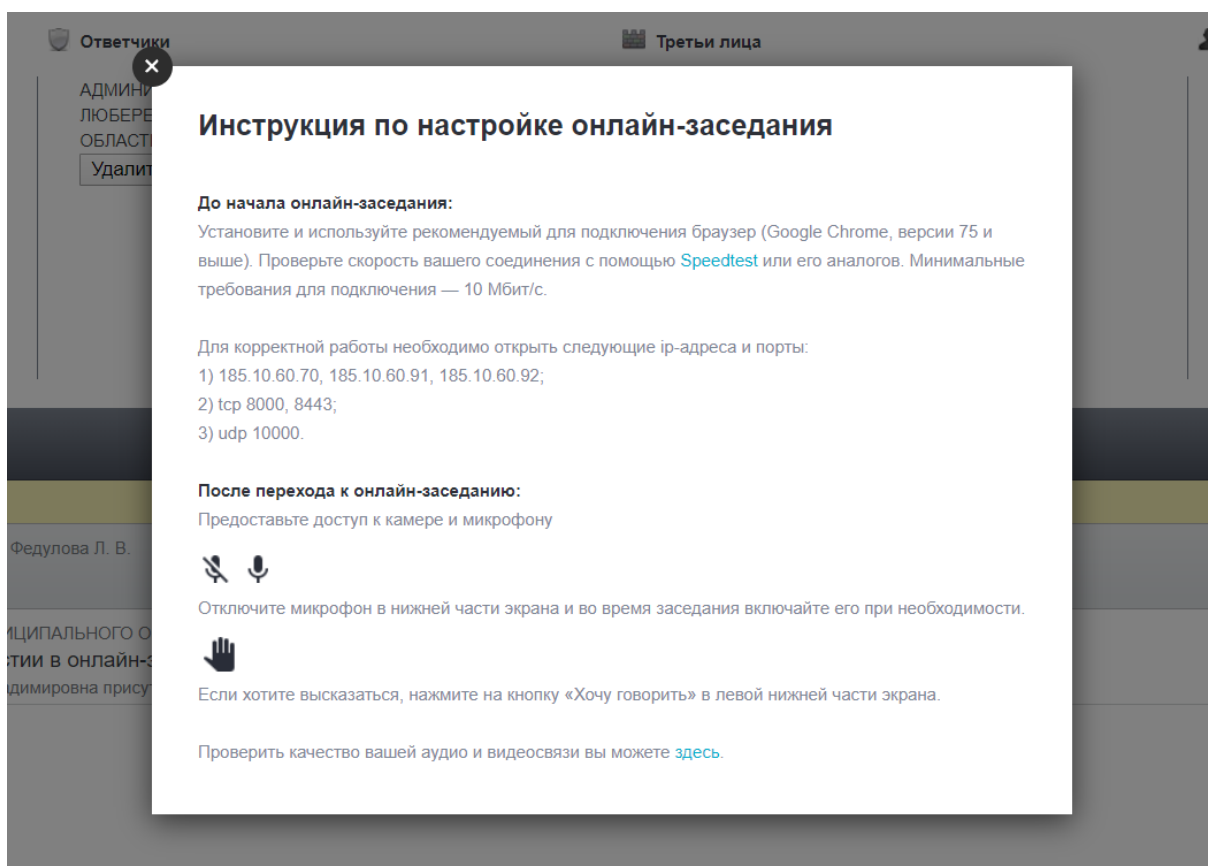 Ответчики
Третьи лица
ЛЮБЕРЕ
ОБЛАСТ
Удалит
Инструкция по настройке онлайн-заседания
До начала онлайн-заседания:
Установите и используйте рекомендуемый для подключения браузер (Google Chrome, версии 75 и
выше). Проверьте скорость вашего соединения с помощью Speedtest или его аналогов. Минимальные
требования для подключения — 10 Мбит/с.
Для корректной работы необходимо открыть следующие ip-адреса и порты:
1) 185.10.60.70, 185.10.60.91, 185.10.60.92;
2) tcp 8000, 8443;
3) udp 10000.
После перехода к онлайн-заседанию:
Предоставьте доступ к камере и микрофону
Отключите микрофон в нижней части экрана и во время заседания включайте его при необходимости.
Если хотите высказаться, нажмите на кнопку «Хочу говорить» в левой нижней части экрана.
Проверить качество вашей аудио и видеосвязи вы можете здесь.
Федулова Л. В.
ИЦИПАЛЬНОГО О
стии в онлайн-з
адимировна прису